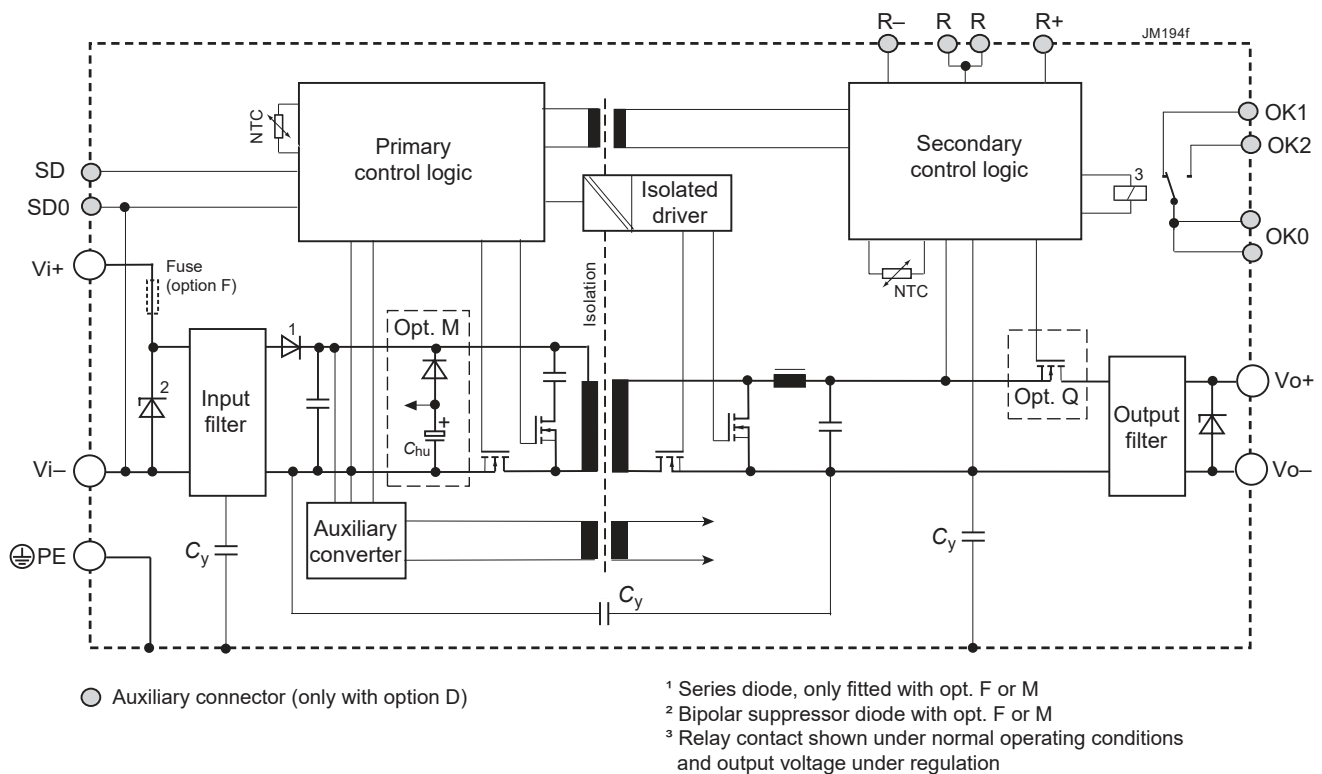 R– R R R+
JM194f
OK1
NTC
Primary
control logic
Secondary
control logic
OK2
SD
3
Isolated
driver
SD0
OK0
Vi+
Fuse
(option F)
Isolation
NTC
1
Opt. M
2
Input
filter
+
Chu
Opt. Q
Output
filter
Vo+
Vi–
Vo–
Auxiliary
converter
Cy
Cy
PE
Cy
Auxiliary connector (only with option D)
¹ Series diode, only fitted with opt. F or M
² Bipolar suppressor diode with opt. F or M
³ Relay contact shown under normal operating conditions
and output voltage under regulation